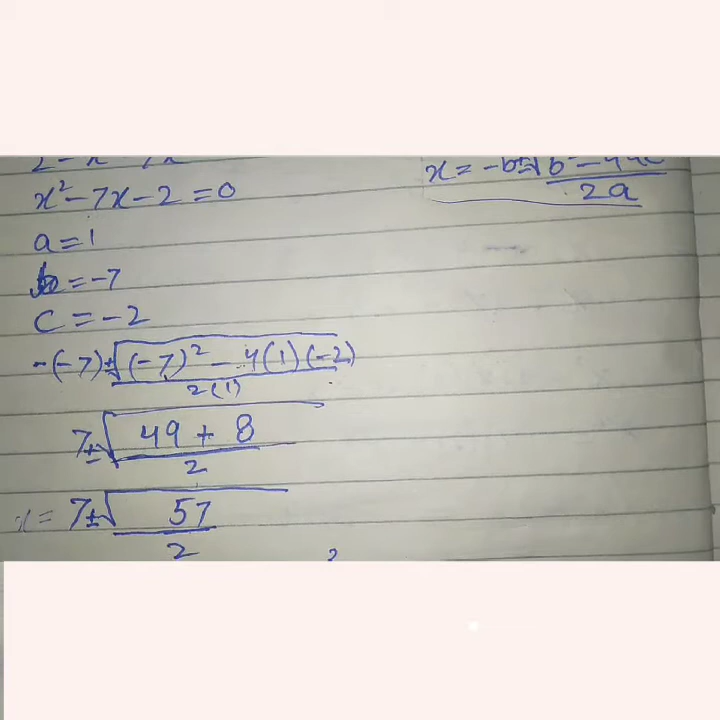 x² - 7x - 2 = 0
a = 1
b = -7
c = -2
-(-7) ± √(-7)² - 4(1)(-2)
2(1)
7 ± √49 + 8
2
x = 7 ± √57
2
x = -b ± √b² - 4ac
2a